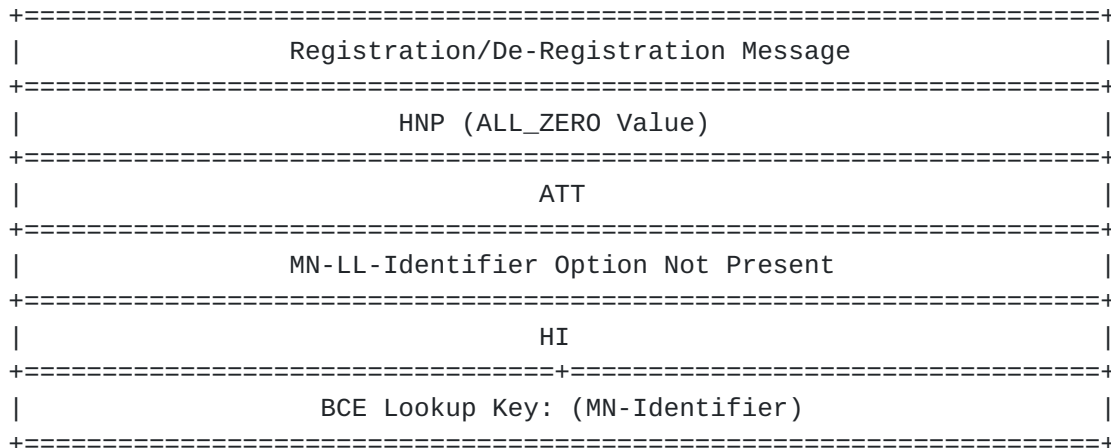 +=====================================================================+
| Registration/De-Registration Message |
+=====================================================================+
| HNP (ALL_ZERO Value) |
+=====================================================================+
| ATT |
+=====================================================================+
| MN-LL-Identifier Option Not Present |
+=====================================================================+
| HI |
+==================================+==================================+
| BCE Lookup Key: (MN-Identifier) |
+=====================================================================+